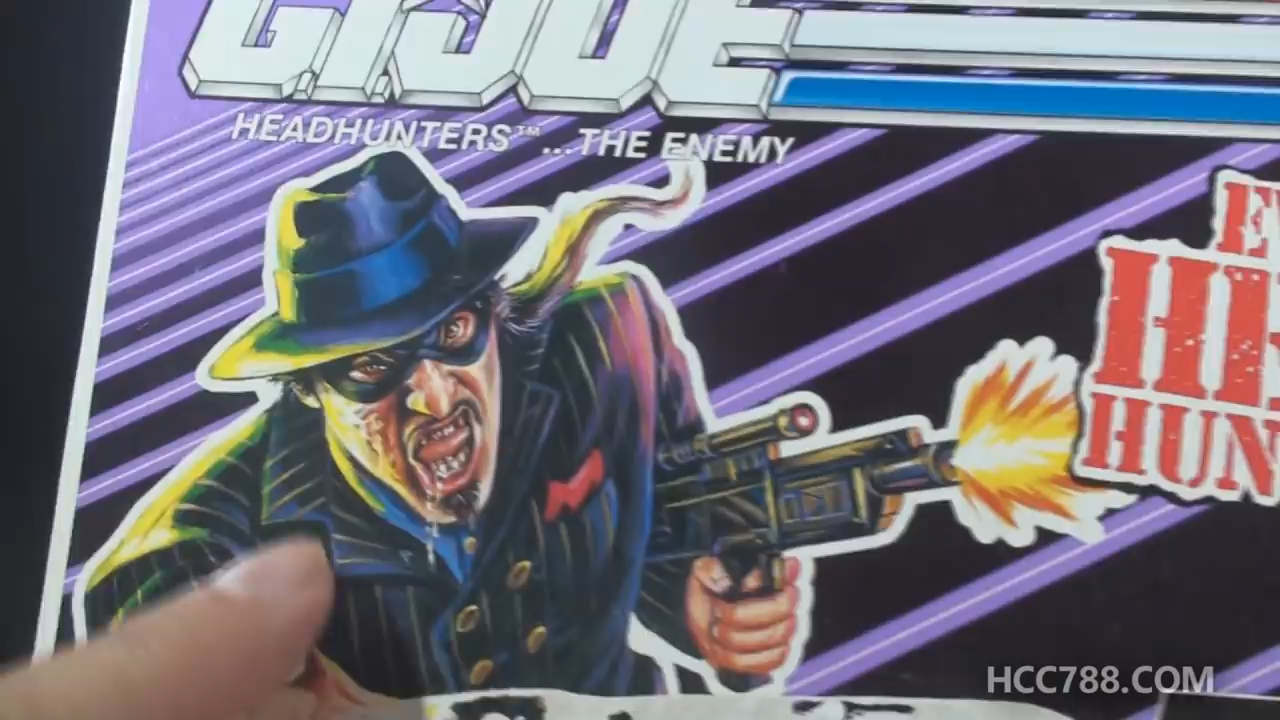 G.I. JOE
HEADHUNTERS™ ...THE ENEMY
HUN
HCC788.COM